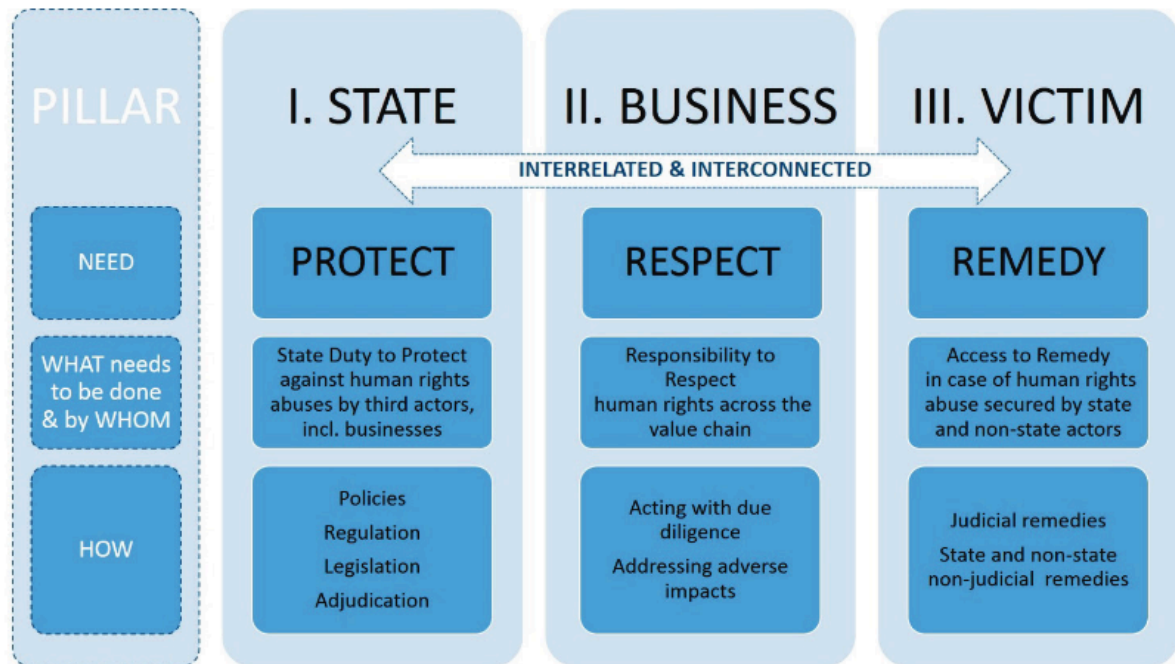 PILLAR
I. STATE
II. BUSINESS
III. VICTIM
INTERRELATED & INTERCONNECTED
NEED
PROTECT
RESPECT
REMEDY
WHAT needs
to be done
& by WHOM
State Duty to Protect
against human rights
abuses by third actors,
incl. businesses
Responsibility to
Respect
human rights across the
value chain
Access to Remedy
in case of human rights
abuse secured by state
and non-state actors
HOW
Policies
Regulation
Legislation
Adjudication
Acting with due
diligence
Addressing adverse
impacts
Judicial remedies
State and non-state
non-judicial remedies